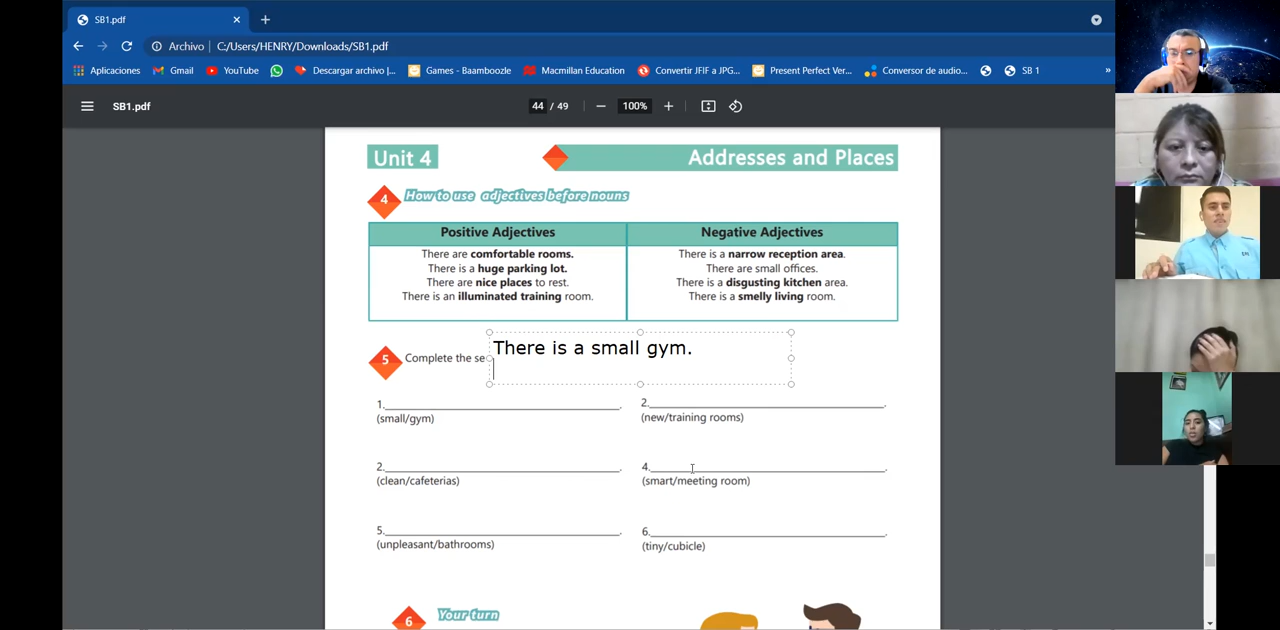 SB1.pdf
Archivo C:/Users/HENRY/Downloads/SB1.pdf
Aplicaciones Gmail YouTube Descargar archivo |... Games - Baamboozle Macmillan Education Convertir JFIF a JPG... Present Perfect Ver... Conversor de audio... SB 1 »
SB1.pdf 44 / 49 100%
Unit 4 Addresses and Places
4 How to use adjectives before nouns
Positive Adjectives
There are comfortable rooms.
There is a huge parking lot.
There are nice places to rest.
There is an illuminated training room.
Negative Adjectives
There is a narrow reception area.
There are small offices.
There is a disgusting kitchen area.
There is a smelly living room.
There is a small gym.
5 Complete the se
1.______________________.
(small/gym)
2.______________________.
(new/training rooms)
2.______________________.
(clean/cafeterias)
4.______________________.
(smart/meeting room)
5.______________________.
(unpleasant/bathrooms)
6.______________________.
(tiny/cubicle)
6 Your turn